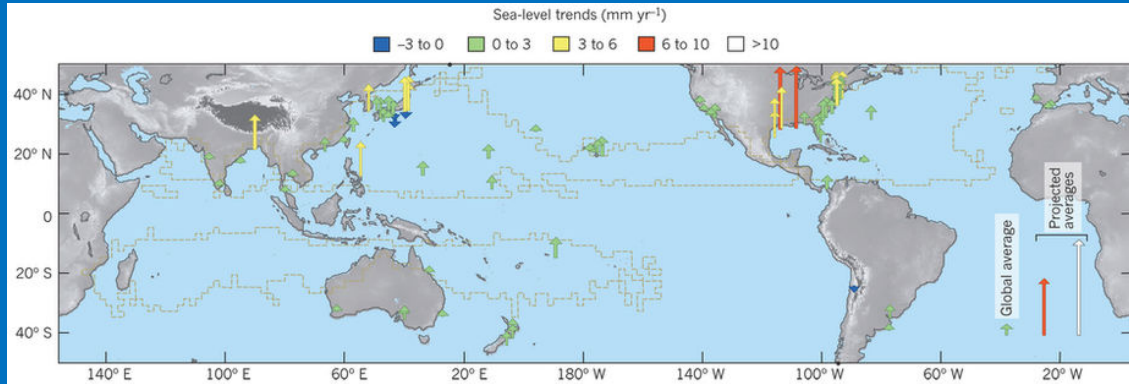 Sea-level trends (mm yr⁻¹)
–3 to 0 0 to 3 3 to 6 6 to 10 >10
40° N
20° N
0
20° S
40° S
Global average
Projected
averages
140° E 100° E 60° E 20° E 180° W 140° W 100° W 60° W 20° W